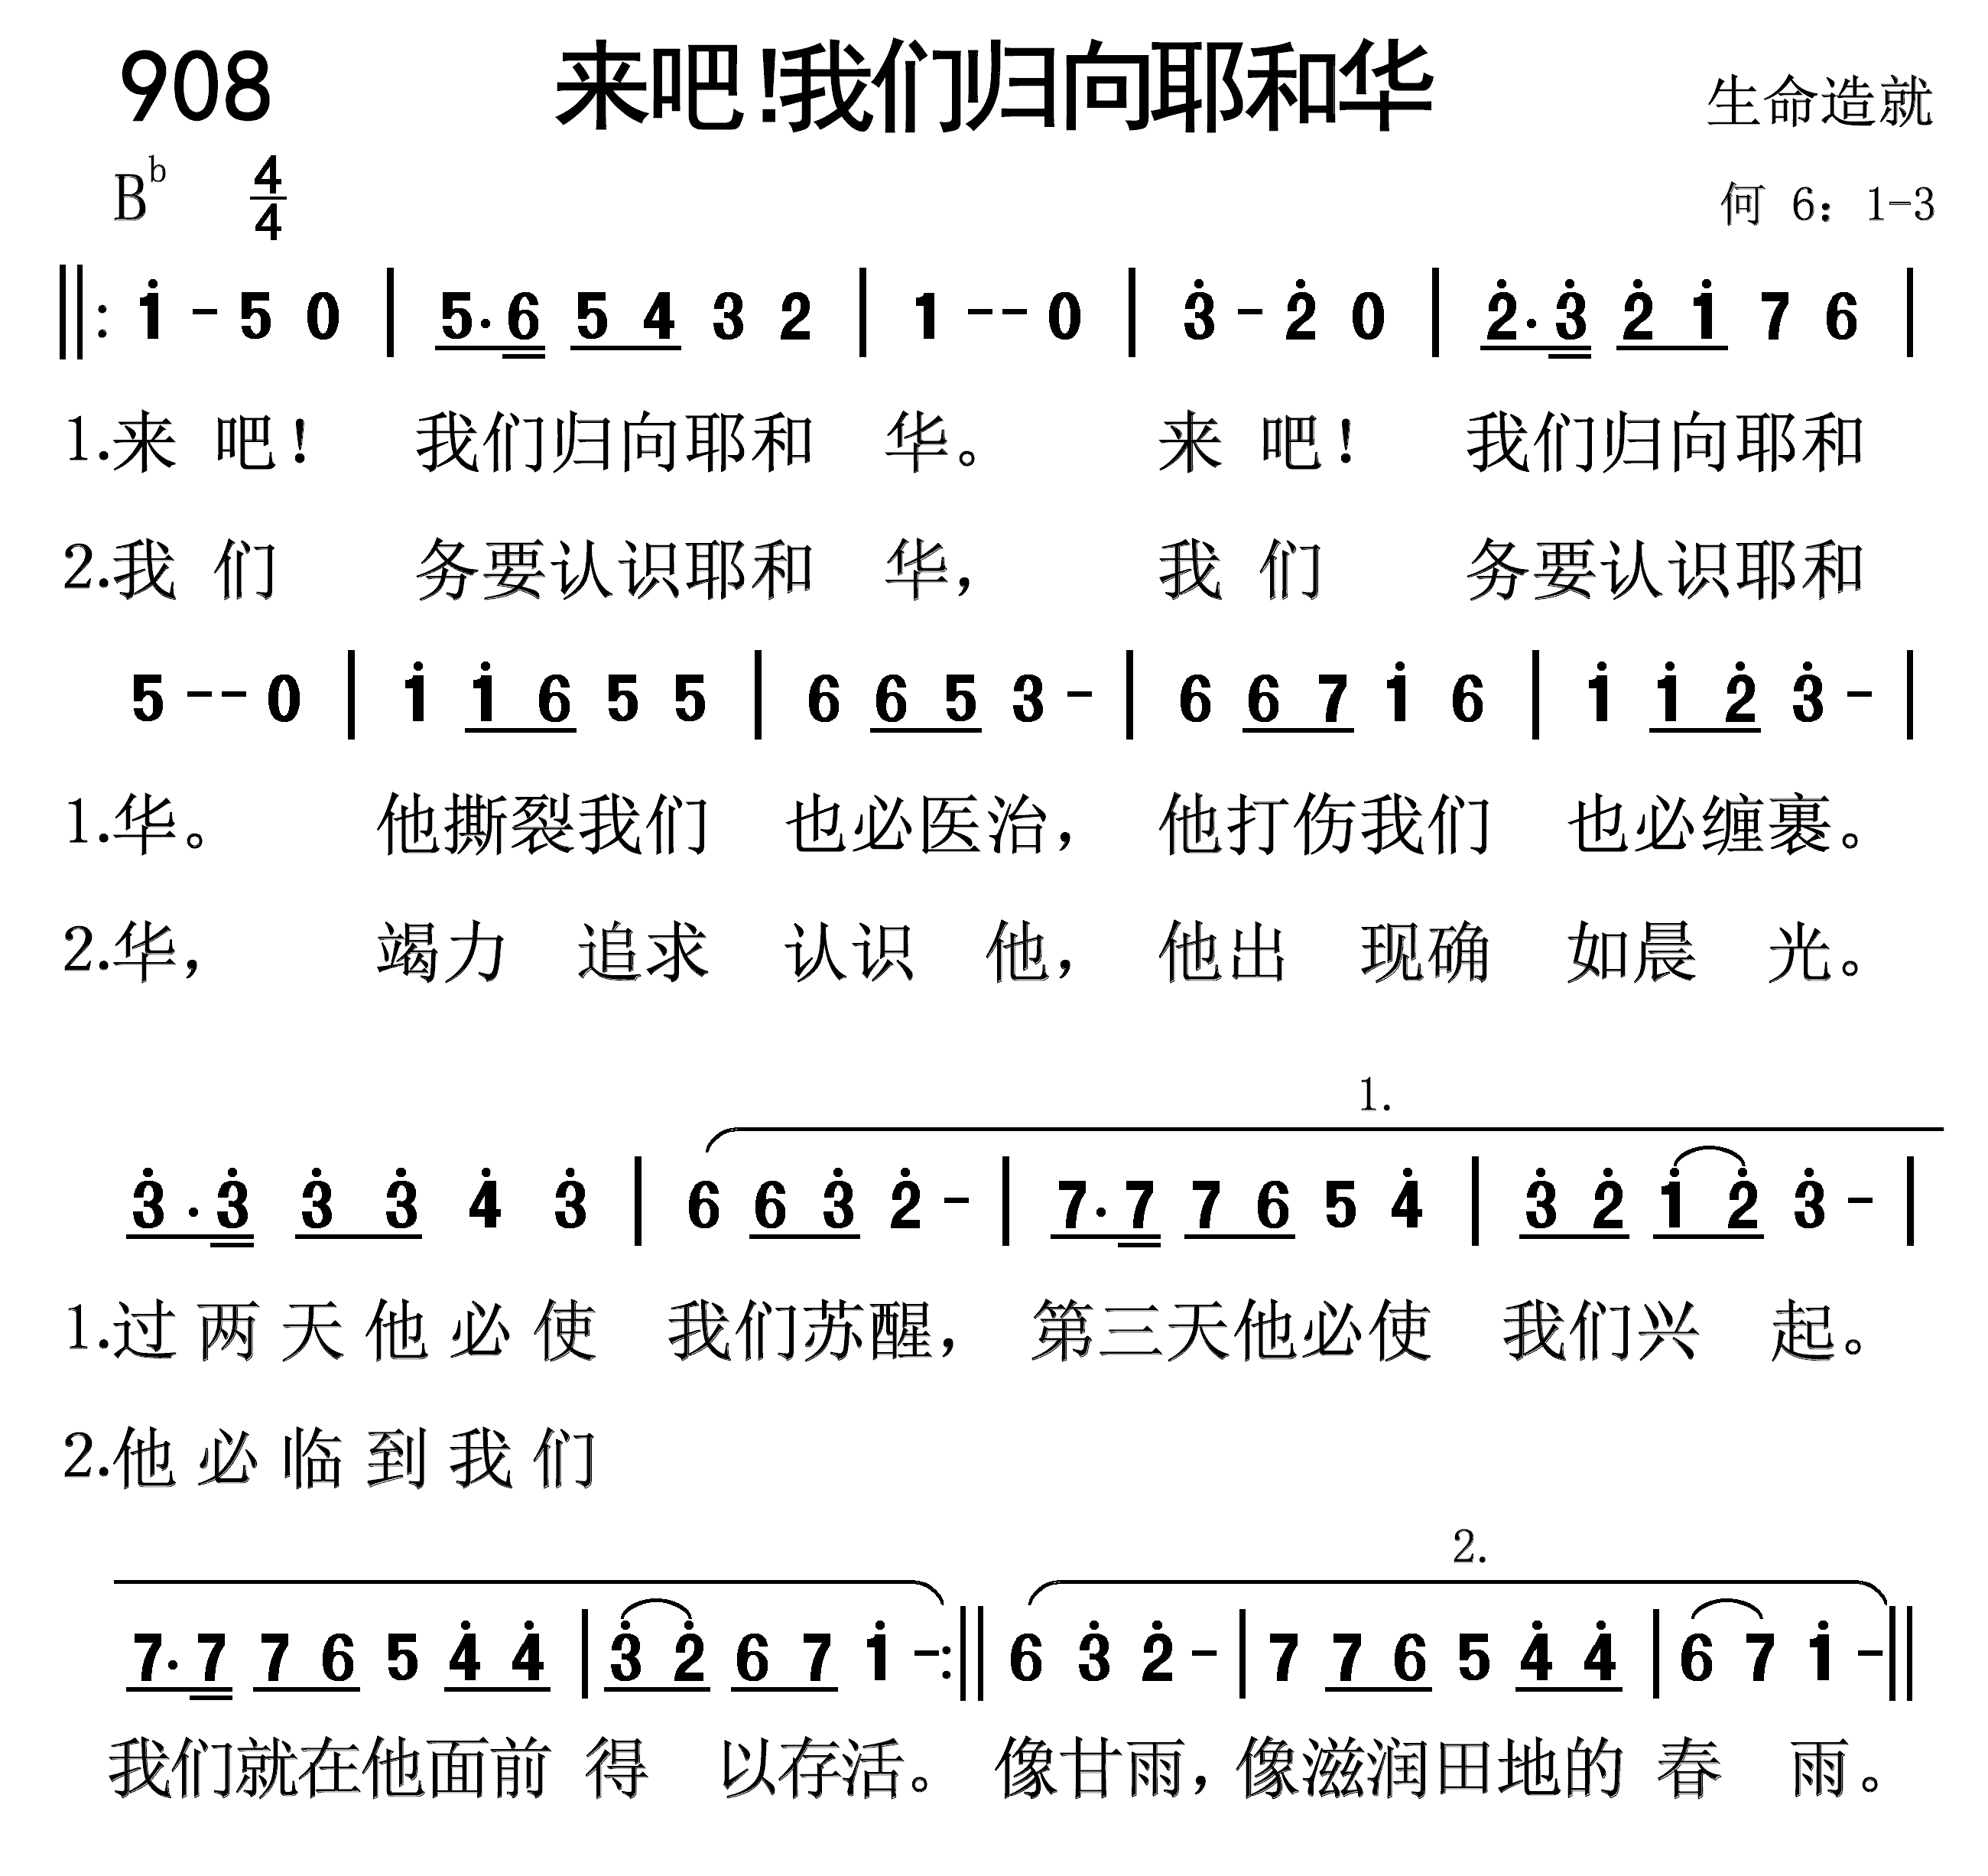 908 来吧!我们归向耶和华 生命造就
B♭ 4/4 何 6: 1-3
‖: 1̇ - 5 0 | 5·6 5 4 3 2 | 1 - - 0 | 3̇ - 2̇ 0 | 2̇·3̇ 2̇ 1̇ 7 6 |
1.来 吧! 我们归向耶和 华。 来 吧! 我们归向耶和
2.我 们 务要认识耶和 华, 我 们 务要认识耶和
5 - - 0 | 1̇ 1̇ 6 5 5 | 6 6 5 3 - | 6 6 7 1̇ 6 | 1̇ 1̇ 2̇ 3̇ - |
1.华。 他撕裂我们 也必医治, 他打伤我们 也必缠裹。
2.华, 竭力 追求 认识 他, 他出 现确 如晨 光。
1.
3̇·3̇ 3̇ 3̇ 4̇ 3̇ | 6 6 3̇ 2̇ - | 7·7 7 6 5 4̇ | 3̇ 2̇ 1̇ 2̇ 3̇ - |
1.过两天他必使 我们苏醒, 第三天他必使 我们兴 起。
2.他必临到我们
2.
7·7 7 6 5 4̇ 4̇ | 3̇ 2̇ 6 7 1̇ - :‖ 6 3̇ 2̇ - | 7 7 6 5 4̇ 4̇ | 6 7 1̇ - ‖
我们就在他面前 得 以存活。 像甘雨,像滋润田地的 春 雨。